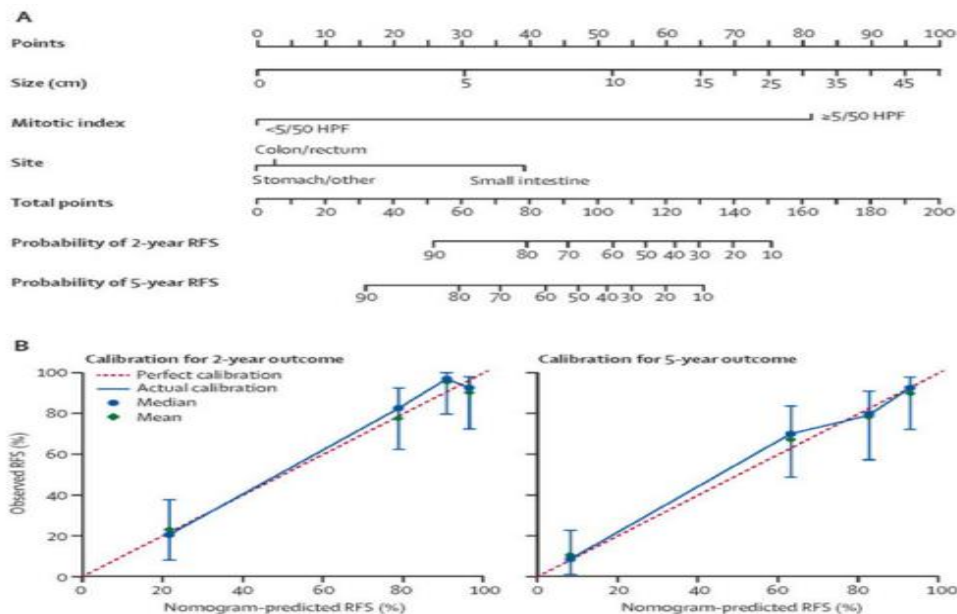 A
Points 0 10 20 30 40 50 60 70 80 90 100
Size (cm) 0 5 10 15 25 35 45
Mitotic index <5/50 HPF ≥5/50 HPF
Colon/rectum
Site
Stomach/other Small intestine
Total points 0 20 40 60 80 100 120 140 160 180 200
Probability of 2-year RFS
90 80 70 60 50 40 30 20 10
Probability of 5-year RFS
90 80 70 60 50 40 30 20 10
B
Calibration for 2-year outcome
Perfect calibration
Actual calibration
Median
Mean
Observed RFS (%)
100
80
60
40
20
0
0 20 40 60 80 100
Nomogram-predicted RFS (%)
Calibration for 5-year outcome
100
80
60
40
20
0
0 20 40 60 80 100
Nomogram-predicted RFS (%)